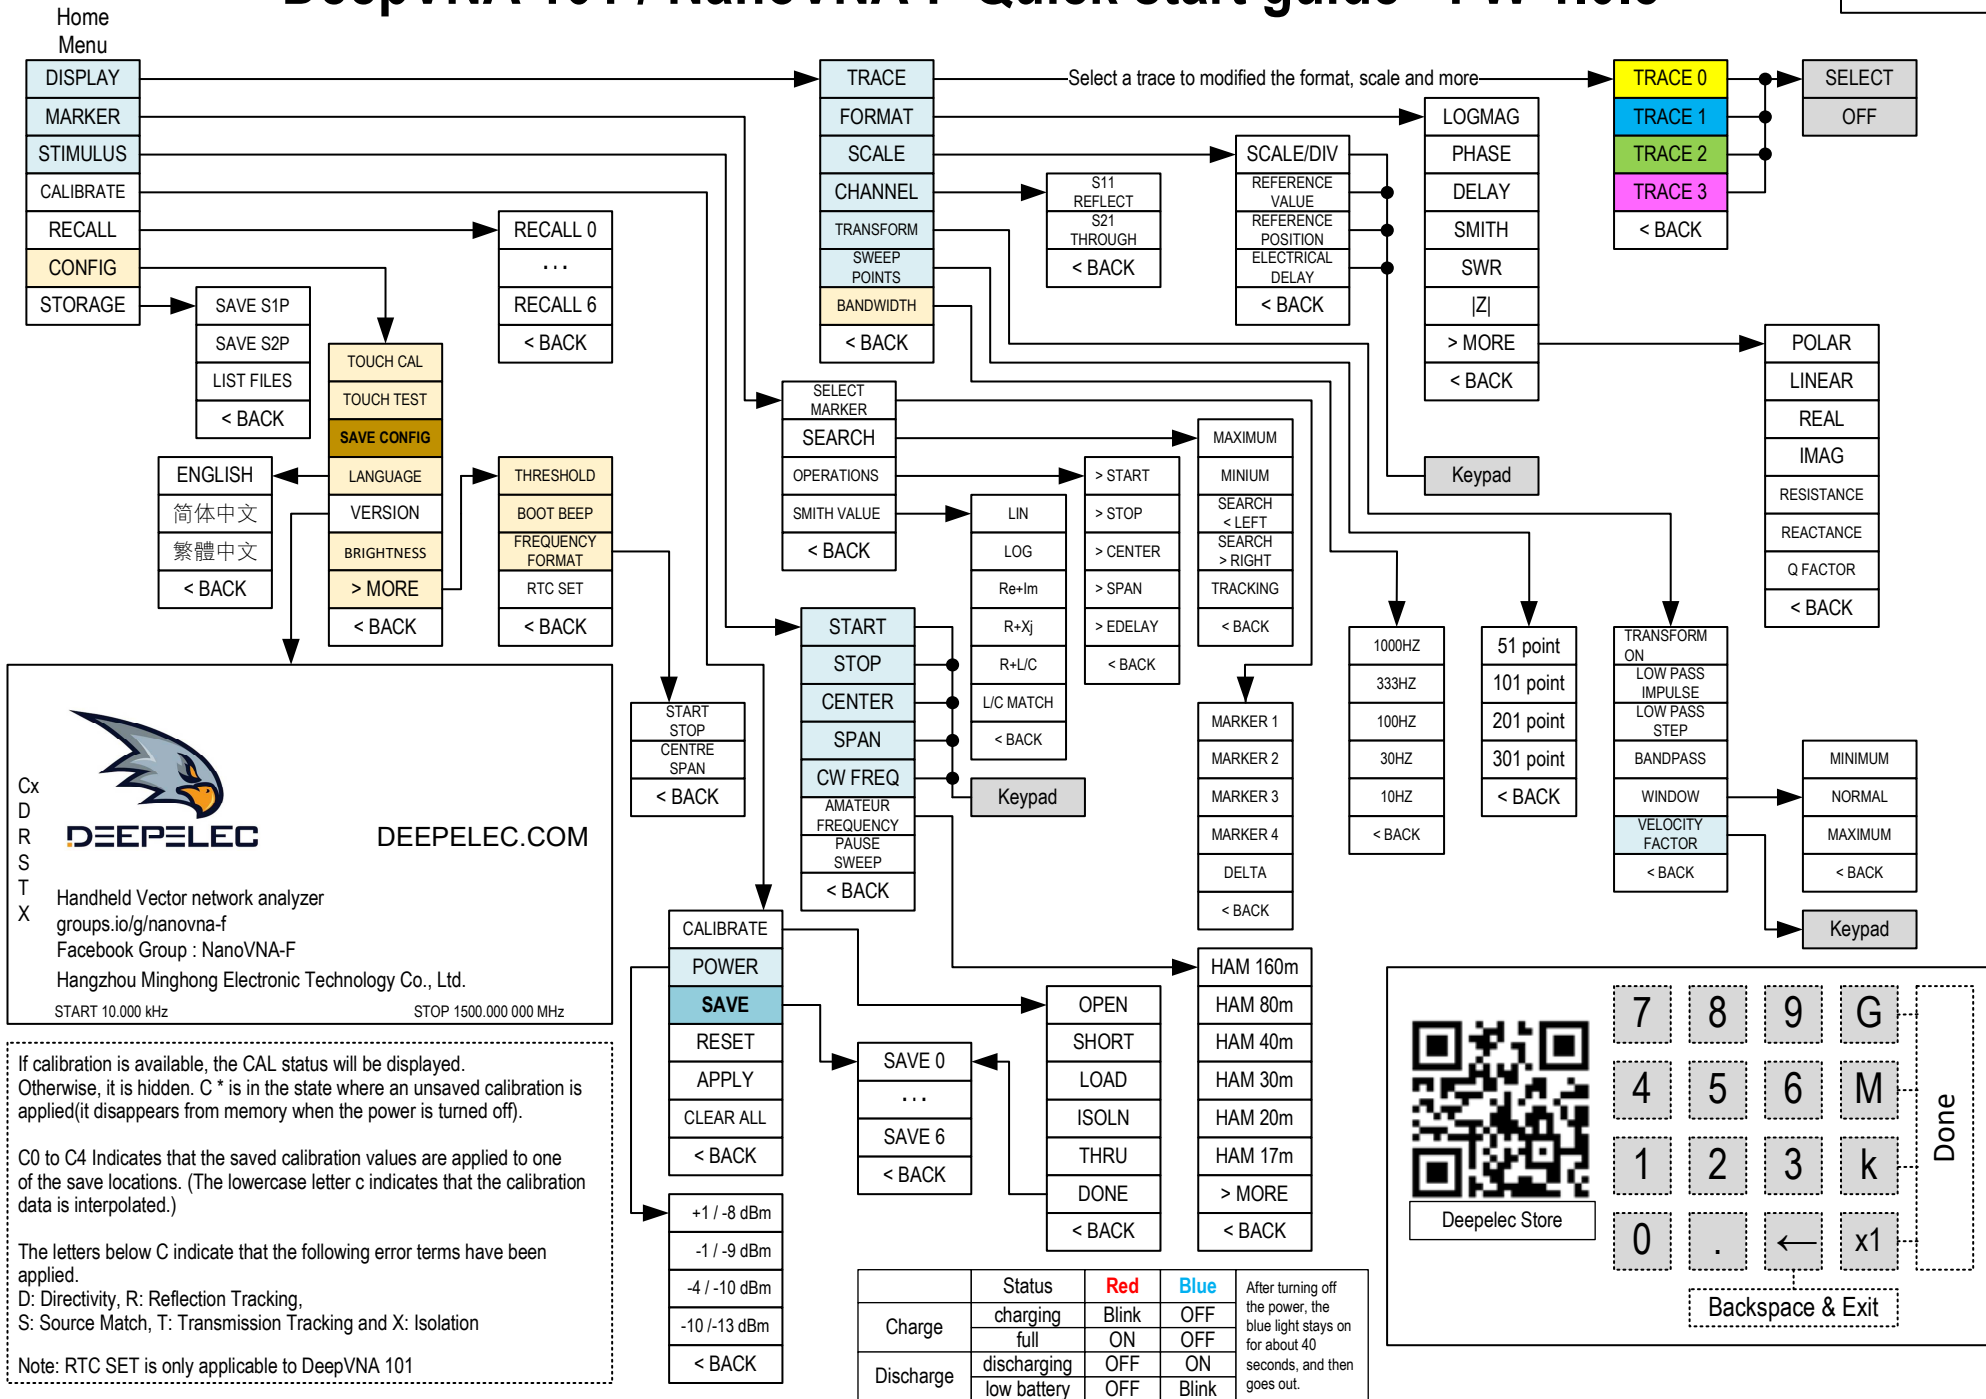 DeepVNA 101 / NanoVNA-F Quick start guide - FW 1.0.8
Home
Menu
DISPLAY
MARKER
STIMULUS
CALIBRATE
RECALL
CONFIG
STORAGE
SAVE S1P
SAVE S2P
LIST FILES
< BACK
TOUCH CAL
TOUCH TEST
SAVE CONFIG
LANGUAGE
VERSION
BRIGHTNESS
> MORE
< BACK
ENGLISH
简体中文
繁體中文
< BACK
RECALL 0
...
RECALL 6
< BACK
THRESHOLD
BOOT BEEP
FREQUENCY
FORMAT
RTC SET
< BACK
START
STOP
CENTRE
SPAN
< BACK
TRACE
FORMAT
SCALE
CHANNEL
TRANSFORM
SWEEP
POINTS
BANDWIDTH
< BACK
Select a trace to modified the format, scale and more
TRACE 0
TRACE 1
TRACE 2
TRACE 3
< BACK
SELECT
OFF
S11
REFLECT
S21
THROUGH
< BACK
SCALE/DIV
REFERENCE
VALUE
REFERENCE
POSITION
ELECTRICAL
DELAY
< BACK
LOGMAG
PHASE
DELAY
SMITH
SWR
|Z|
> MORE
< BACK
Keypad
POLAR
LINEAR
REAL
IMAG
RESISTANCE
REACTANCE
Q FACTOR
< BACK
SELECT
MARKER
SEARCH
OPERATIONS
SMITH VALUE
< BACK
MAXIMUM
MINIUM
SEARCH
< LEFT
SEARCH
> RIGHT
TRACKING
< BACK
> START
> STOP
> CENTER
> SPAN
> EDELAY
< BACK
LIN
LOG
Re+Im
R+Xj
R+L/C
L/C MATCH
< BACK
MARKER 1
MARKER 2
MARKER 3
MARKER 4
DELTA
< BACK
START
STOP
CENTER
SPAN
CW FREQ
AMATEUR
FREQUENCY
PAUSE
SWEEP
< BACK
Keypad
1000HZ
333HZ
100HZ
30HZ
10HZ
< BACK
51 point
101 point
201 point
301 point
< BACK
TRANSFORM
ON
LOW PASS
IMPULSE
LOW PASS
STEP
BANDPASS
WINDOW
VELOCITY
FACTOR
< BACK
MINIMUM
NORMAL
MAXIMUM
< BACK
Keypad
Cx
D
R
S
T
X
DEEPELEC
DEEPELEC.COM
Handheld Vector network analyzer
groups.io/g/nanovna-f
Facebook Group : NanoVNA-F
Hangzhou Minghong Electronic Technology Co., Ltd.
START 10.000 kHz STOP 1500.000 000 MHz
If calibration is available, the CAL status will be displayed.
Otherwise, it is hidden. C * is in the state where an unsaved calibration is
applied(it disappears from memory when the power is turned off).
C0 to C4 Indicates that the saved calibration values are applied to one
of the save locations. (The lowercase letter c indicates that the calibration
data is interpolated.)
The letters below C indicate that the following error terms have been
applied.
D: Directivity, R: Reflection Tracking,
S: Source Match, T: Transmission Tracking and X: Isolation
Note: RTC SET is only applicable to DeepVNA 101
CALIBRATE
POWER
SAVE
RESET
APPLY
CLEAR ALL
< BACK
+1 / -8 dBm
-1 / -9 dBm
-4 / -10 dBm
-10 /-13 dBm
< BACK
SAVE 0
...
SAVE 6
< BACK
OPEN
SHORT
LOAD
ISOLN
THRU
DONE
< BACK
HAM 160m
HAM 80m
HAM 40m
HAM 30m
HAM 20m
HAM 17m
> MORE
< BACK
Status Red Blue
Charge charging Blink OFF
full ON OFF
Discharge discharging OFF ON
low battery OFF Blink
After turning off
the power, the
blue light stays on
for about 40
seconds, and then
goes out.
Deepelec Store
7 8 9 G
4 5 6 M
1 2 3 k
0 . ← x1
Done
Backspace & Exit